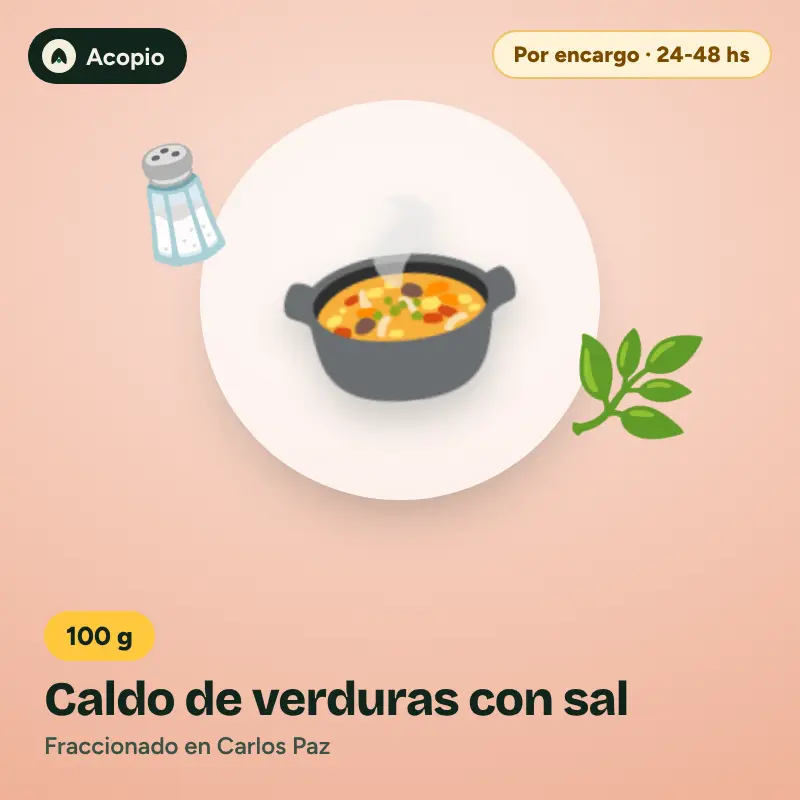 Acopio
Por encargo · 24-48 hs
100 g
Caldo de verduras con sal
Fraccionado en Carlos Paz